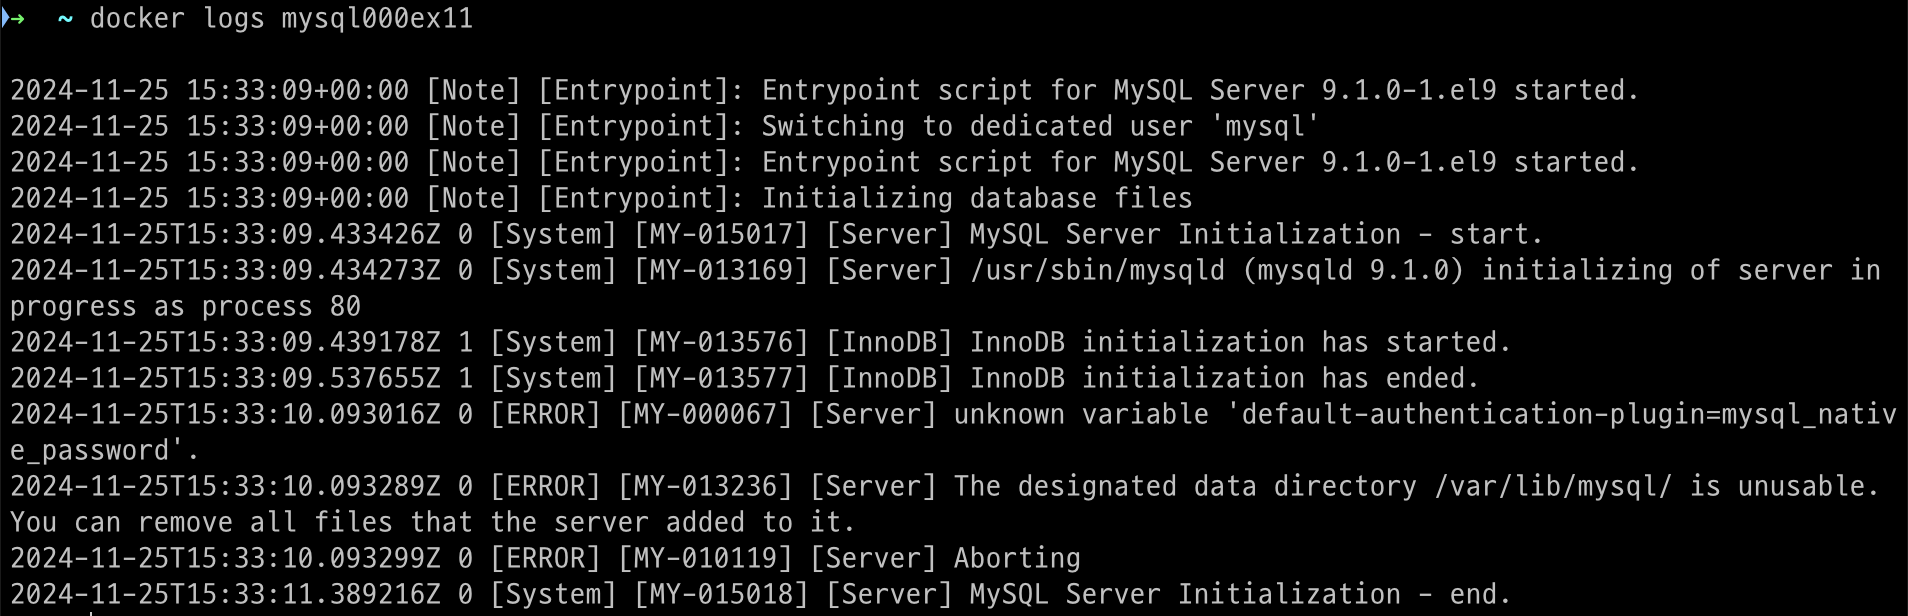 → ~ docker logs mysql000ex11
2024-11-25 15:33:09+00:00 [Note] [Entrypoint]: Entrypoint script for MySQL Server 9.1.0-1.el9 started.
2024-11-25 15:33:09+00:00 [Note] [Entrypoint]: Switching to dedicated user 'mysql'
2024-11-25 15:33:09+00:00 [Note] [Entrypoint]: Entrypoint script for MySQL Server 9.1.0-1.el9 started.
2024-11-25 15:33:09+00:00 [Note] [Entrypoint]: Initializing database files
2024-11-25T15:33:09.433426Z 0 [System] [MY-015017] [Server] MySQL Server Initialization - start.
2024-11-25T15:33:09.434273Z 0 [System] [MY-013169] [Server] /usr/sbin/mysqld (mysqld 9.1.0) initializing of server in
progress as process 80
2024-11-25T15:33:09.439178Z 1 [System] [MY-013576] [InnoDB] InnoDB initialization has started.
2024-11-25T15:33:09.537655Z 1 [System] [MY-013577] [InnoDB] InnoDB initialization has ended.
2024-11-25T15:33:10.093016Z 0 [ERROR] [MY-000067] [Server] unknown variable 'default-authentication-plugin=mysql_nativ
e_password'.
2024-11-25T15:33:10.093289Z 0 [ERROR] [MY-013236] [Server] The designated data directory /var/lib/mysql/ is unusable.
You can remove all files that the server added to it.
2024-11-25T15:33:10.093299Z 0 [ERROR] [MY-010119] [Server] Aborting
2024-11-25T15:33:11.389216Z 0 [System] [MY-015018] [Server] MySQL Server Initialization - end.